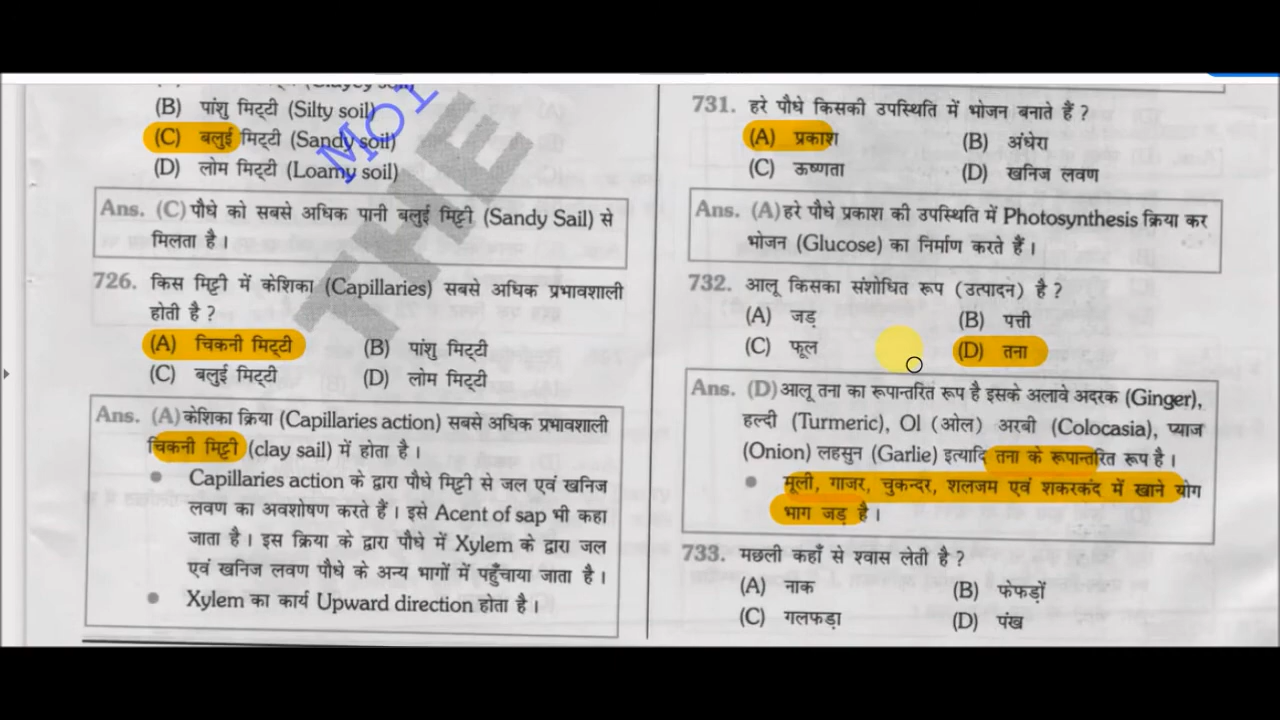 (B) पांशु मिट्टी (Silty soil)
(C) बलुई मिट्टी (Sandy soil)
(D) लोम मिट्टी (Loamy soil)
Ans. (C) पौधे को सबसे अधिक पानी बलुई मिट्टी (Sandy Sail) से
मिलता है।
726. किस मिट्टी में केशिका (Capillaries) सबसे अधिक प्रभावशाली
होती है ?
(A) चिकनी मिट्टी (B) पांशु मिट्टी
(C) बलुई मिट्टी (D) लोम मिट्टी
Ans. (A) केशिका क्रिया (Capillaries action) सबसे अधिक प्रभावशाली
चिकनी मिट्टी (clay sail) में होता है।
• Capillaries action के द्वारा पौधे मिट्टी से जल एवं खनिज
लवण का अवशोषण करते हैं। इसे Acent of sap भी कहा
जाता है। इस क्रिया के द्वारा पौधे में Xylem के द्वारा जल
एवं खनिज लवण पौधे के अन्य भागों में पहुँचाया जाता है।
• Xylem का कार्य Upward direction होता है।
THE
731. हरे पौधे किसकी उपस्थिति में भोजन बनाते हैं ?
(A) प्रकाश (B) अंधेरा
(C) ऊष्णता (D) खनिज लवण
Ans. (A) हरे पौधे प्रकाश की उपस्थिति में Photosynthesis क्रिया कर
भोजन (Glucose) का निर्माण करते हैं।
732. आलू किसका संशोधित रूप (उत्पादन) है ?
(A) जड़ (B) पत्ती
(C) फूल (D) तना
Ans. (D) आलू तना का रूपान्तरित रूप है इसके अलावे अदरक (Ginger),
हल्दी (Turmeric), Ol (ओल) अरबी (Colocasia), प्याज
(Onion) लहसुन (Garlie) इत्यादि तना के रूपान्तरित रूप है।
• मूली, गाजर, चुकन्दर, शलजम एवं शकरकंद में खाने योग
भाग जड़ है।
733. मछली कहाँ से श्वास लेती है ?
(A) नाक (B) फेफड़ों
(C) गलफड़ा (D) पंख